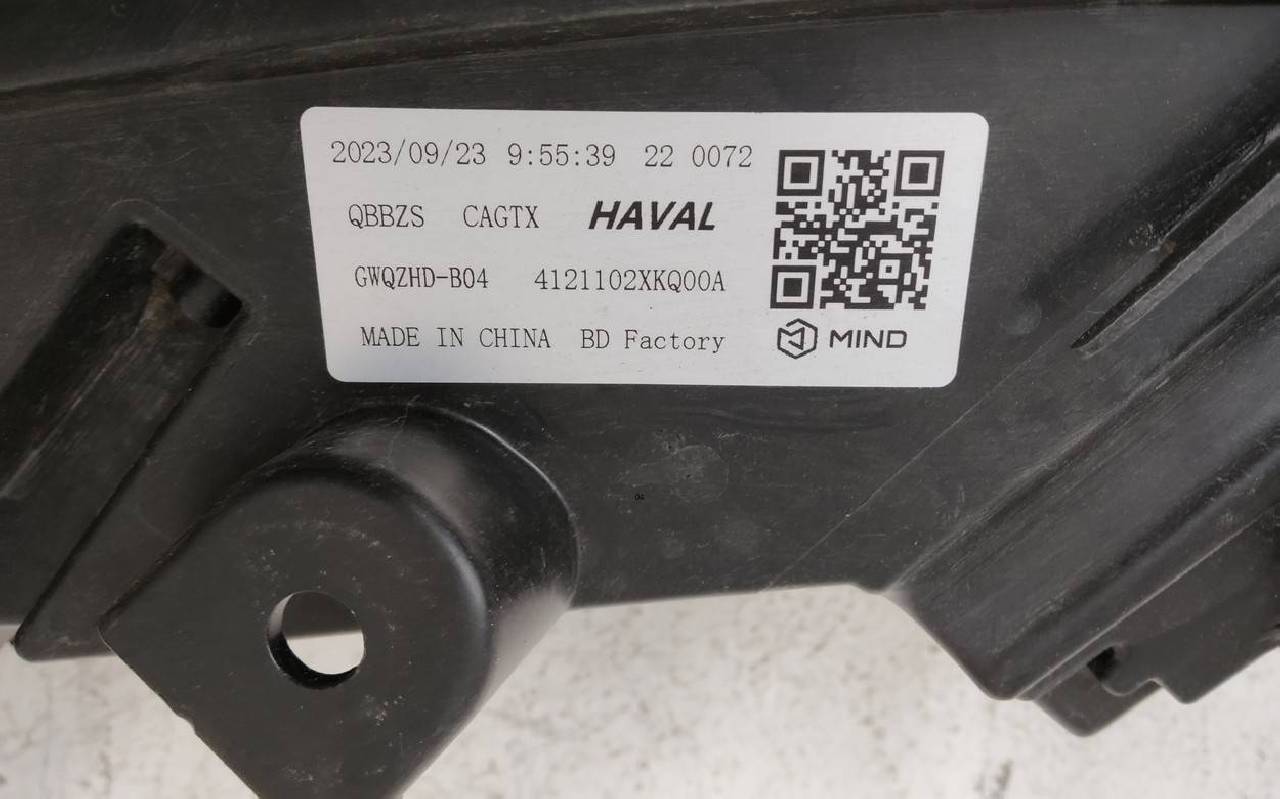 2023/09/23 9:55:39 22 0072
QBBZS CAGTX HAVAL
GWQZHD-B04 4121102XKQ00A
MADE IN CHINA BD Factory MIND